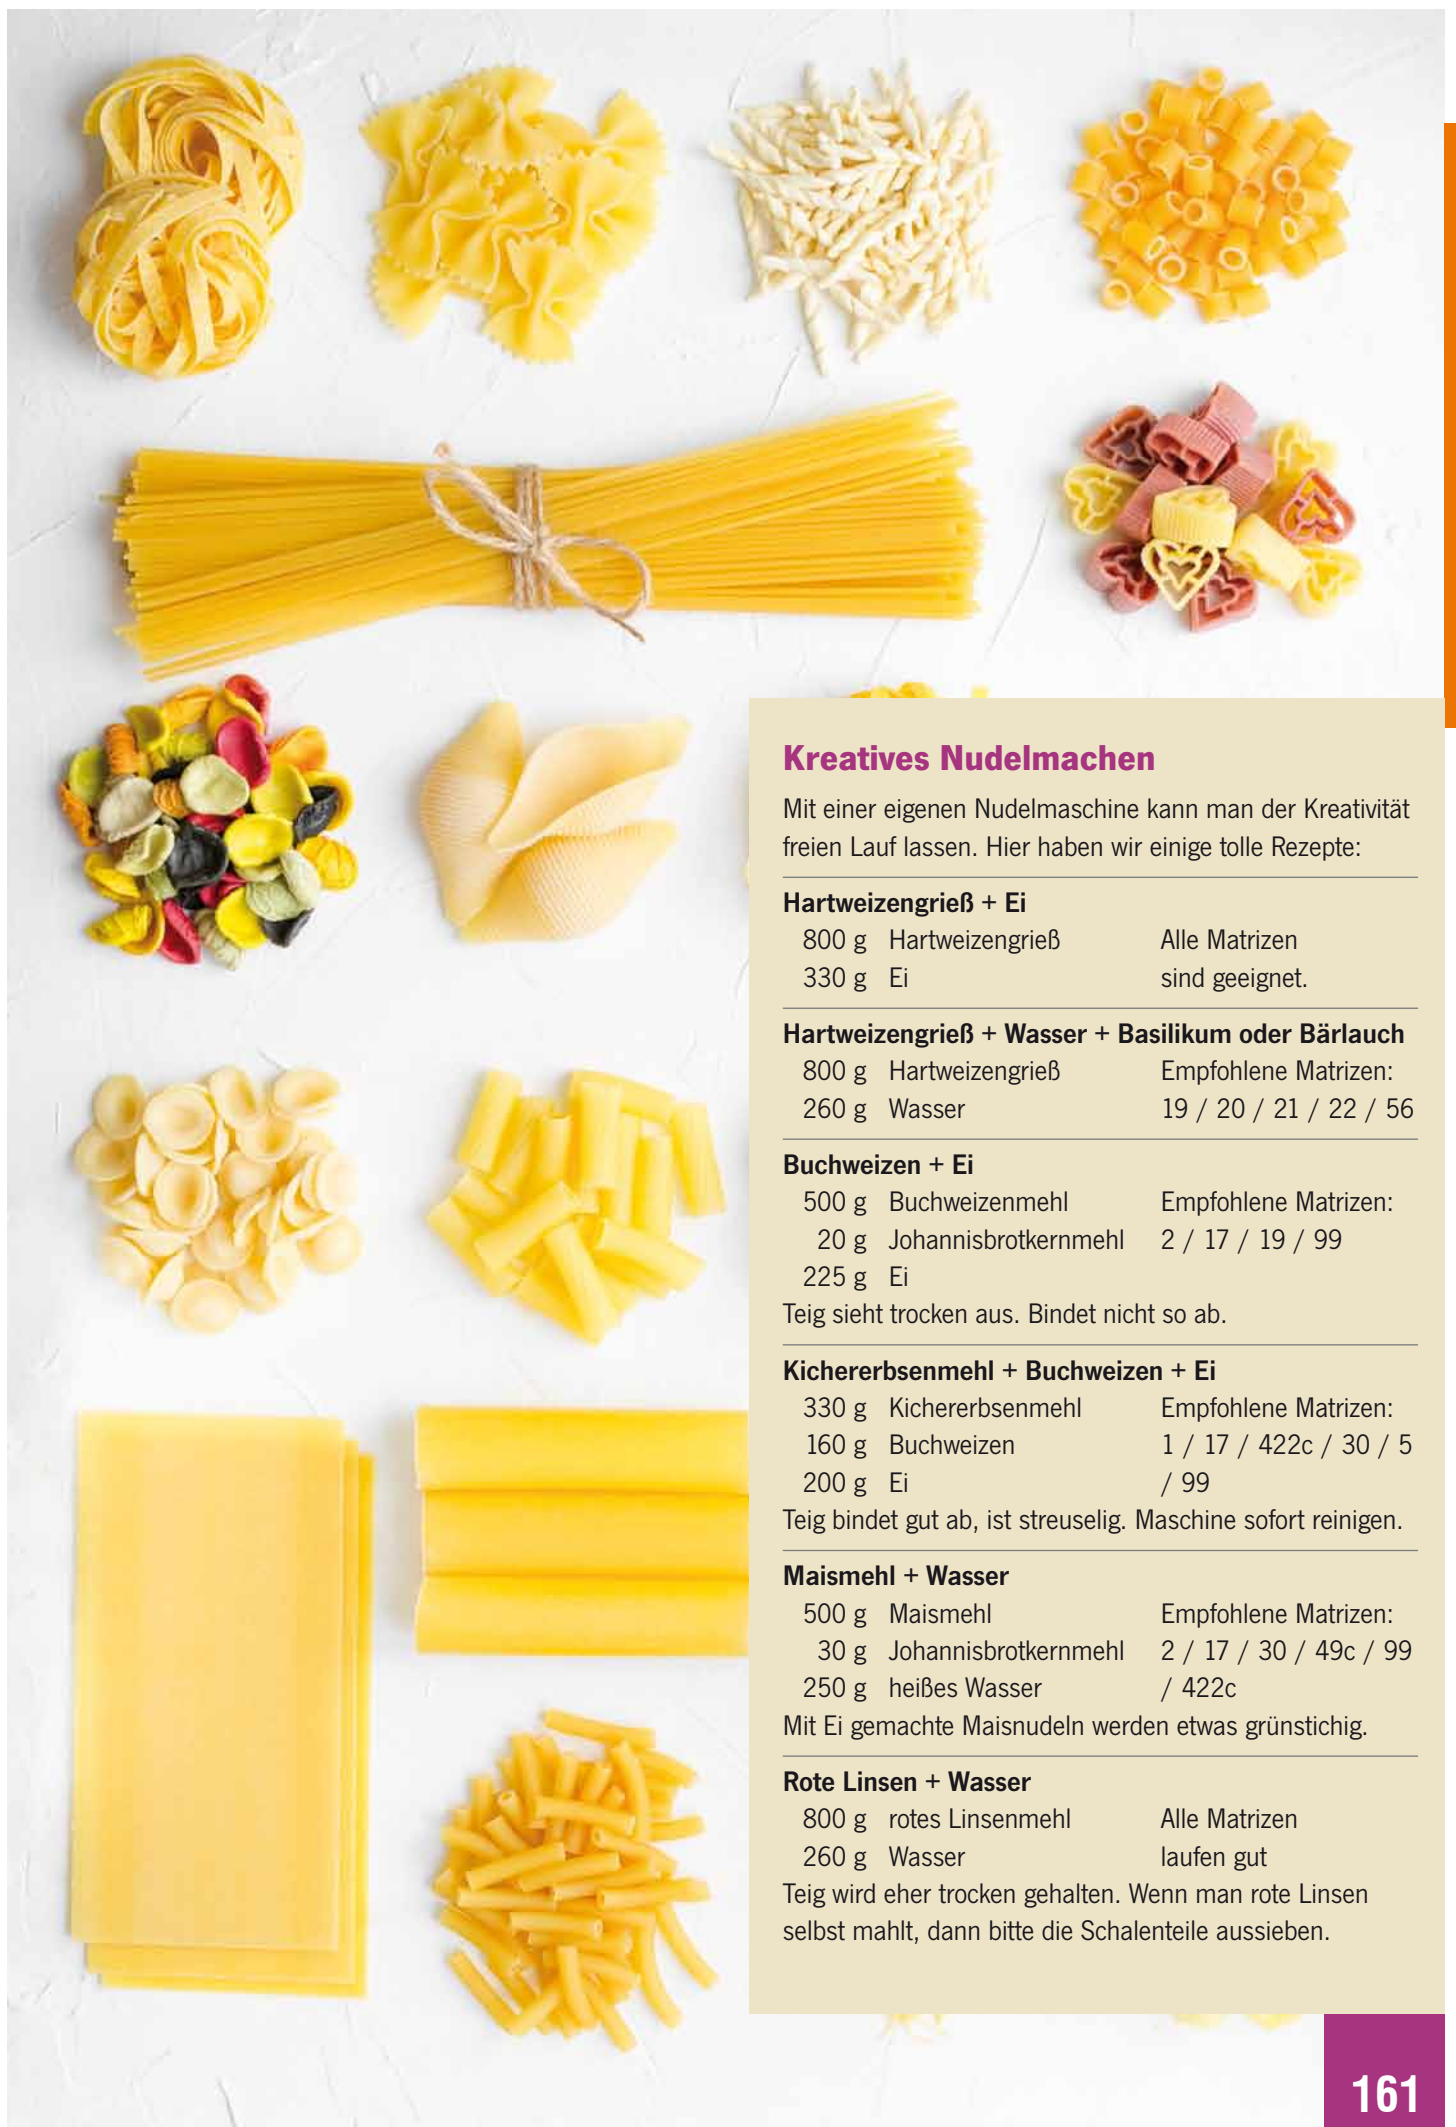 Kreatives Nudelmachen
Mit einer eigenen Nudelmaschine kann man der Kreativität
freien Lauf lassen. Hier haben wir einige tolle Rezepte:
Hartweizengrieß + Ei
800 g Hartweizengrieß Alle Matrizen
330 g Ei sind geeignet.
Hartweizengrieß + Wasser + Basilikum oder Bärlauch
800 g Hartweizengrieß Empfohlene Matrizen:
260 g Wasser 19 / 20 / 21 / 22 / 56
Buchweizen + Ei
500 g Buchweizenmehl Empfohlene Matrizen:
20 g Johannisbrotkernmehl 2 / 17 / 19 / 99
225 g Ei
Teig sieht trocken aus. Bindet nicht so ab.
Kichererbsenmehl + Buchweizen + Ei
330 g Kichererbsenmehl Empfohlene Matrizen:
160 g Buchweizen 1 / 17 / 422c / 30 / 5
200 g Ei / 99
Teig bindet gut ab, ist streuselig. Maschine sofort reinigen.
Maismehl + Wasser
500 g Maismehl Empfohlene Matrizen:
30 g Johannisbrotkernmehl 2 / 17 / 30 / 49c / 99
250 g heißes Wasser / 422c
Mit Ei gemachte Maisnudeln werden etwas grünstichig.
Rote Linsen + Wasser
800 g rotes Linsenmehl Alle Matrizen
260 g Wasser laufen gut
Teig wird eher trocken gehalten. Wenn man rote Linsen
selbst mahlt, dann bitte die Schalenteile aussieben.
161